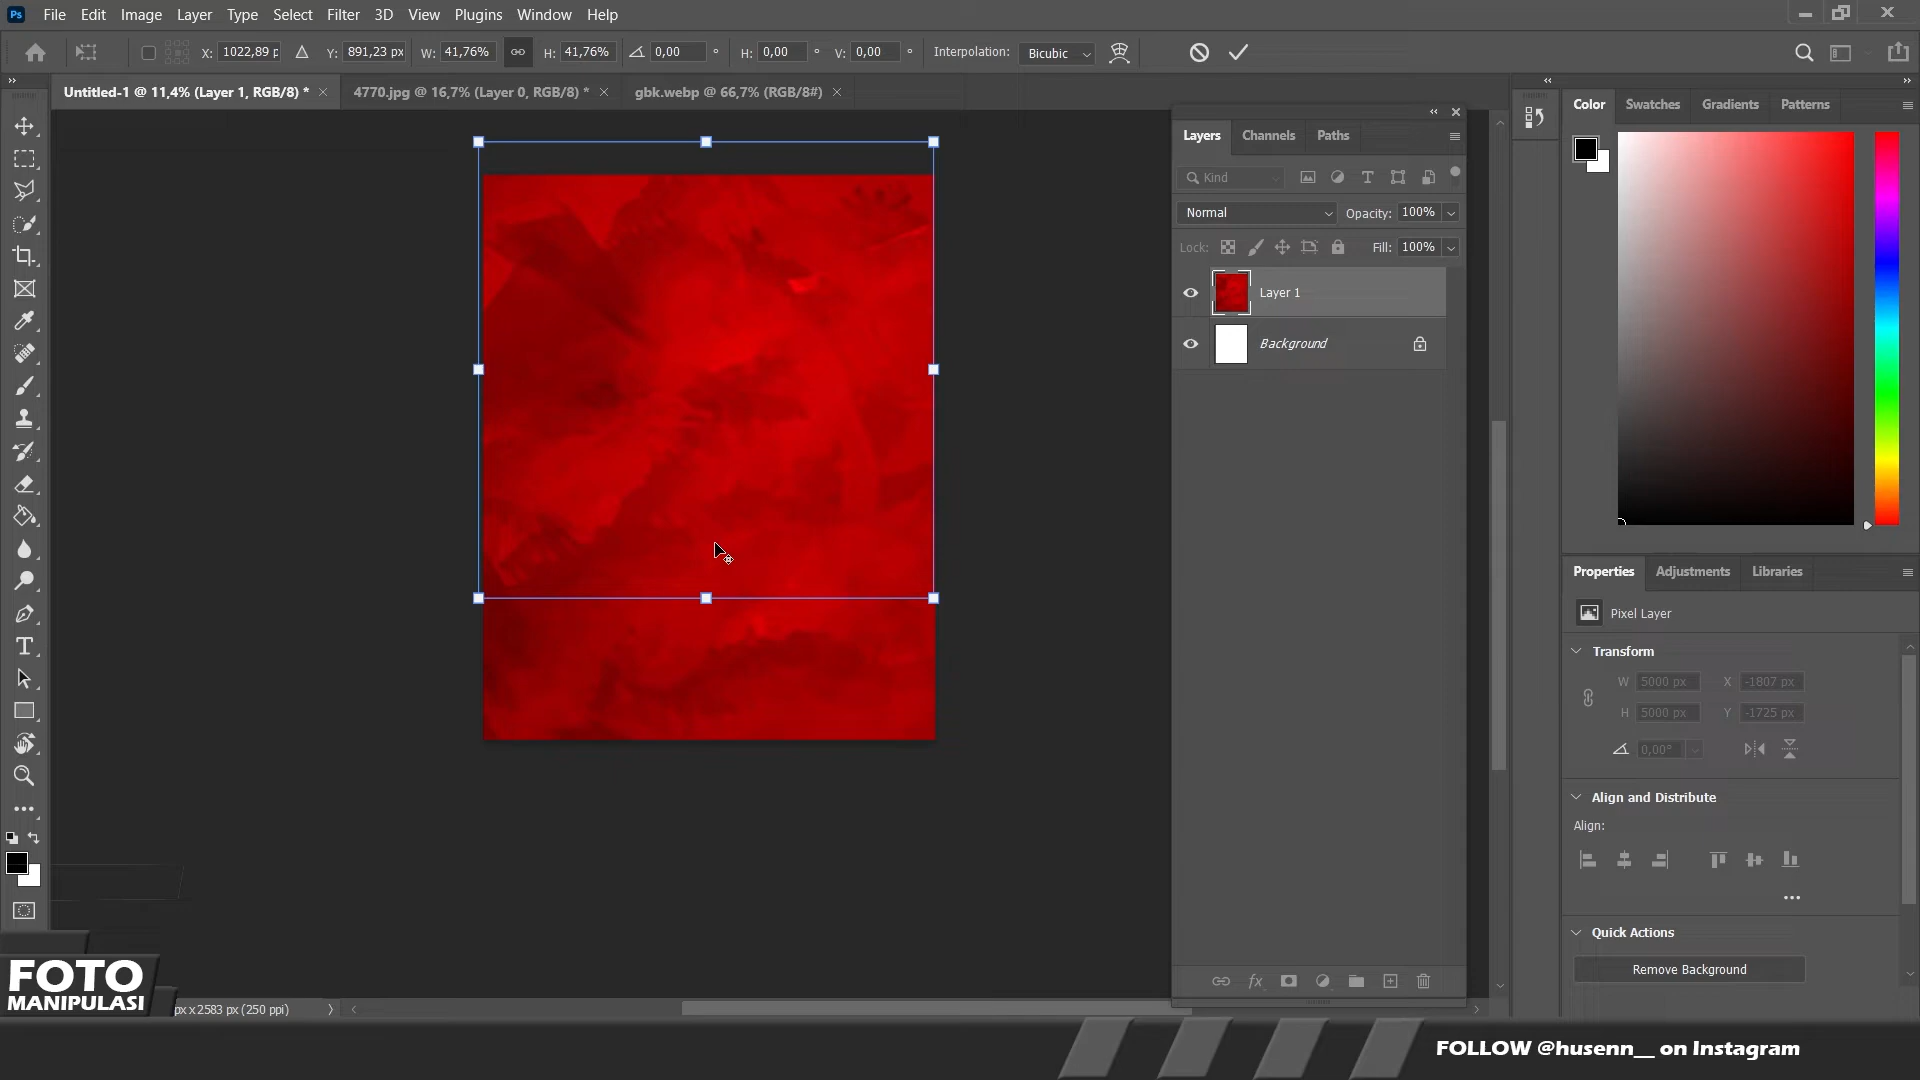 Ps File Edit Image Layer Type Select Filter 3D View Plugins Window Help
X: 1022,89 p Y: 891,23 px W: 41,76% H: 41,76% 0,00 ° H: 0,00 ° V: 0,00 ° Interpolation: Bicubic
Untitled-1 @ 11,4% (Layer 1, RGB/8) * 4770.jpg @ 16,7% (Layer 0, RGB/8) * gbk.webp @ 66,7% (RGB/8#)
Layers Channels Paths
Kind
Normal Opacity: 100%
Lock: Fill: 100%
Layer 1
Background
Color Swatches Gradients Patterns
Properties Adjustments Libraries
Pixel Layer
Transform
W 5000 px X -1807 px
H 5000 px Y -1725 px
0,00°
Align and Distribute
Align:
Quick Actions
Remove Background
px x 2583 px (250 ppi)
FOTO
MANIPULASI
FOLLOW @husenn__ on Instagram